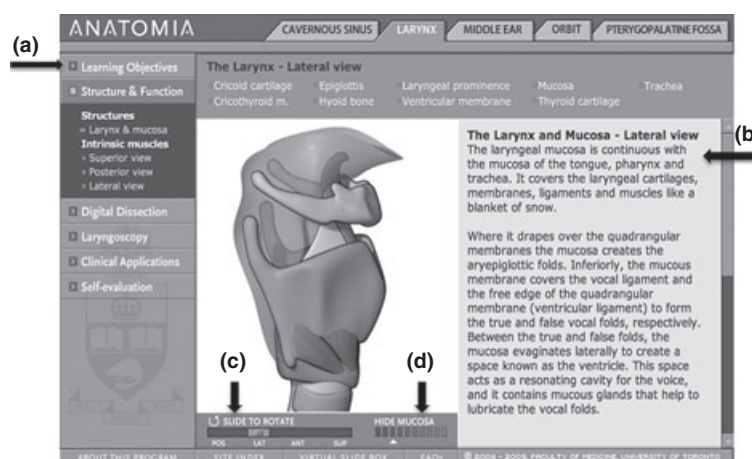 ANATOMIA
CAVERNOUS SINUS LARYNX MIDDLE EAR ORBIT PTERYGOPALATINE FOSSA
(a)
Learning Objectives
Structure & Function
Structures
» Larynx & mucosa
Intrinsic muscles
› Superior view
› Posterior view
› Lateral view
Digital Dissection
Laryngoscopy
Clinical Applications
Self-evaluation
The Larynx - Lateral view
Cricoid cartilage Epiglottis Laryngeal prominence Mucosa Trachea
Cricothyroid m. Hyoid bone Ventricular membrane Thyroid cartilage
(c)
(d)
SLIDE TO ROTATE HIDE MUCOSA
POS LAT ANT SUP
(b
The Larynx and Mucosa - Lateral view
The laryngeal mucosa is continuous with
the mucosa of the tongue, pharynx and
trachea. It covers the laryngeal cartilages,
membranes, ligaments and muscles like a
blanket of snow.
Where it drapes over the quadrangular
membranes the mucosa creates the
aryepiglottic folds. Inferiorly, the mucous
membrane covers the vocal ligament and
the free edge of the quadrangular
membrane (ventricular ligament) to form
the true and false vocal folds, respectively.
Between the true and false folds, the
mucosa evaginates laterally to create a
space known as the ventricle. This space
acts as a resonating cavity for the voice,
and it contains mucous glands that help to
lubricate the vocal folds.
ABOUT THIS PROGRAM SITE INDEX VIRTUAL SLIDE BOX FAQs © 2004 - 2005, FACULTY OF MEDICINE, UNIVERSITY OF TORONTO